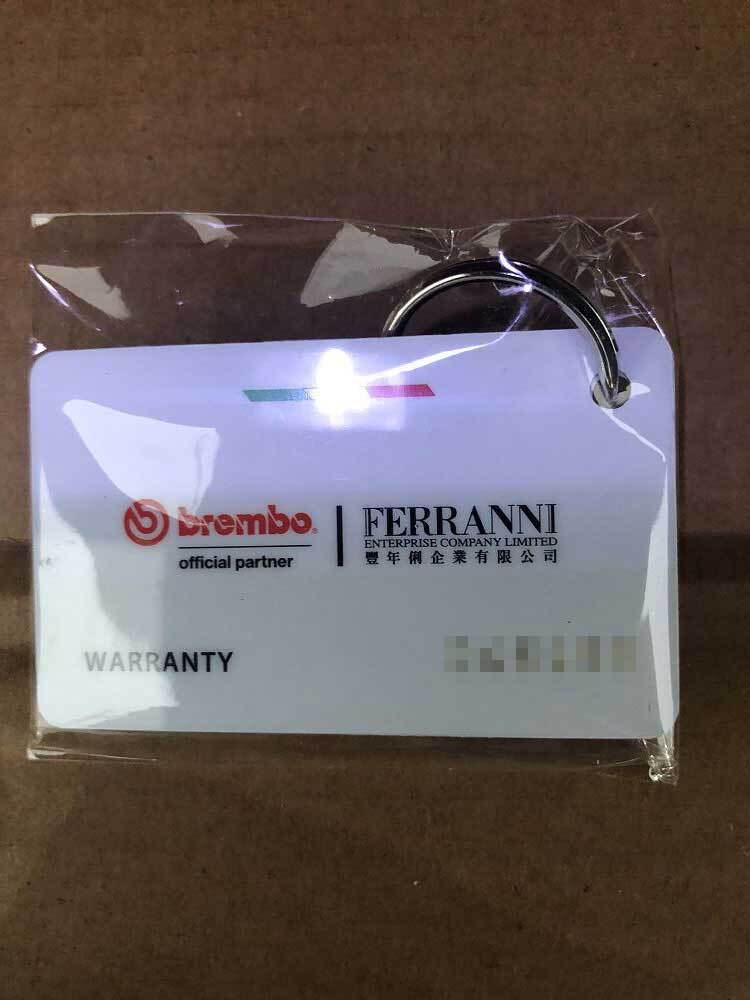 brembo
official partner
FERRANNI
ENTERPRISE COMPANY LIMITED
豐年俐企業有限公司
WARRANTY